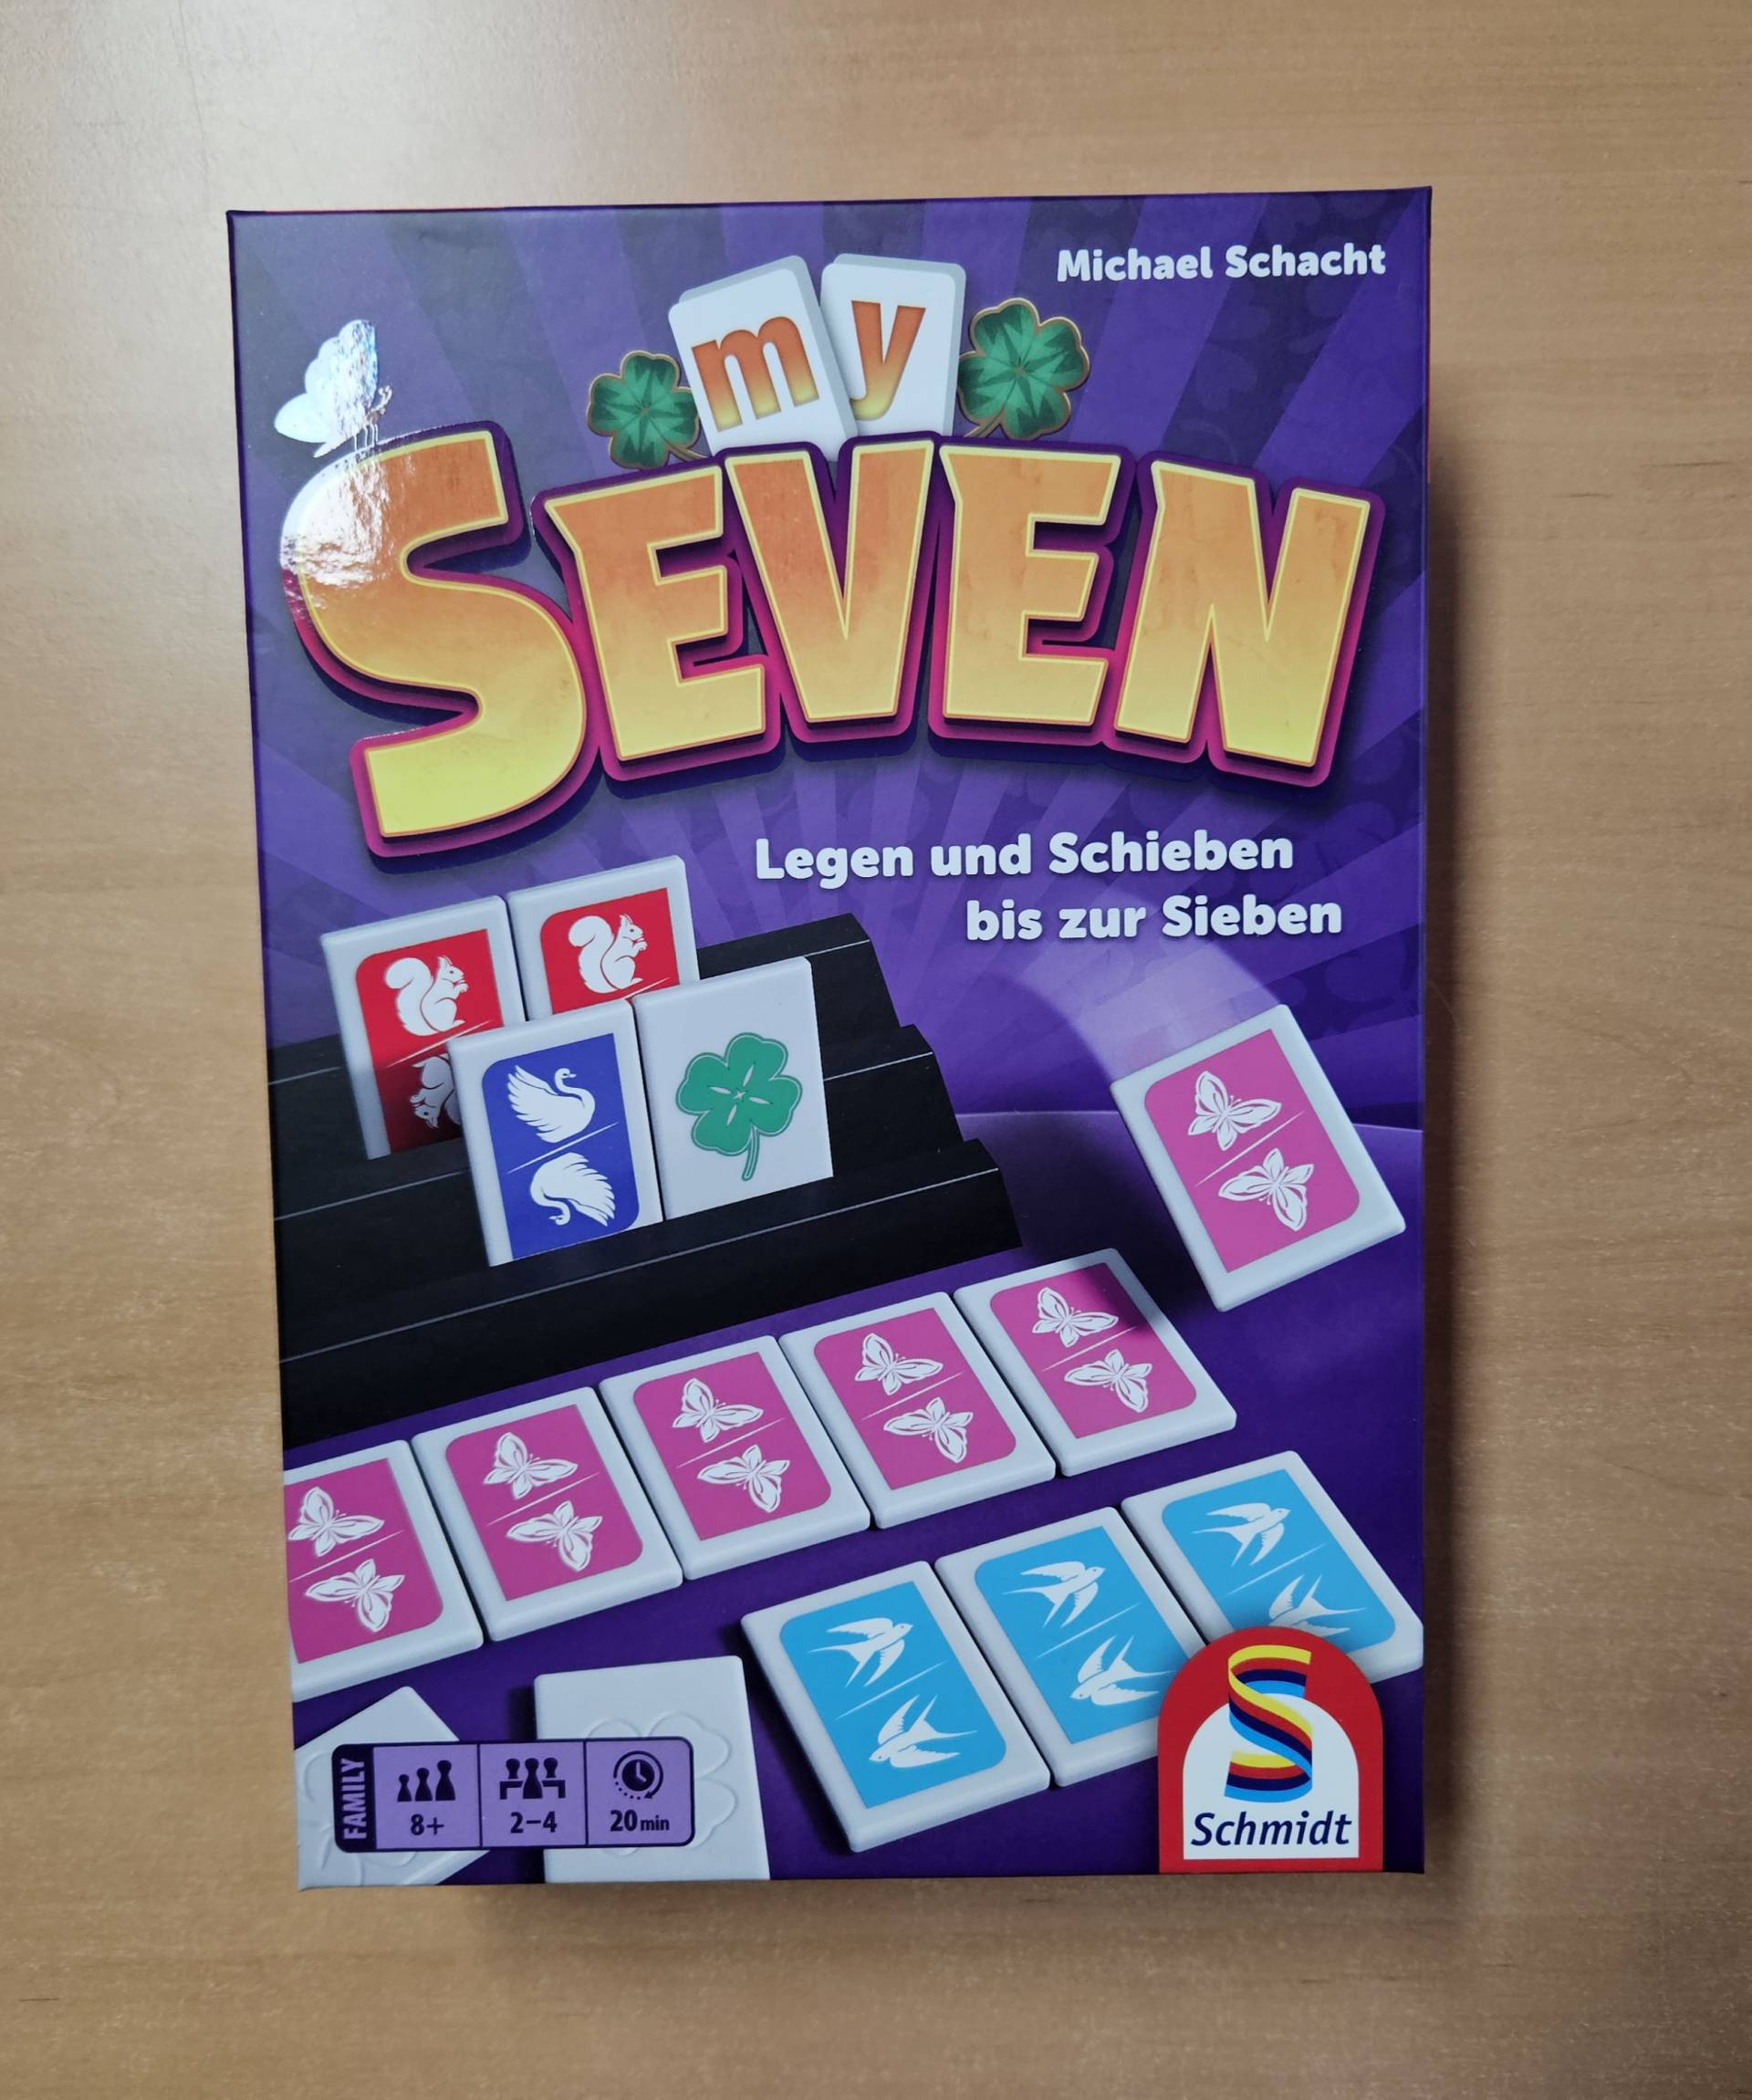 Michael Schacht
my
SEVEN
Legen und Schieben
bis zur Sieben
FAMILY
8+
2–4
20 min
Schmidt